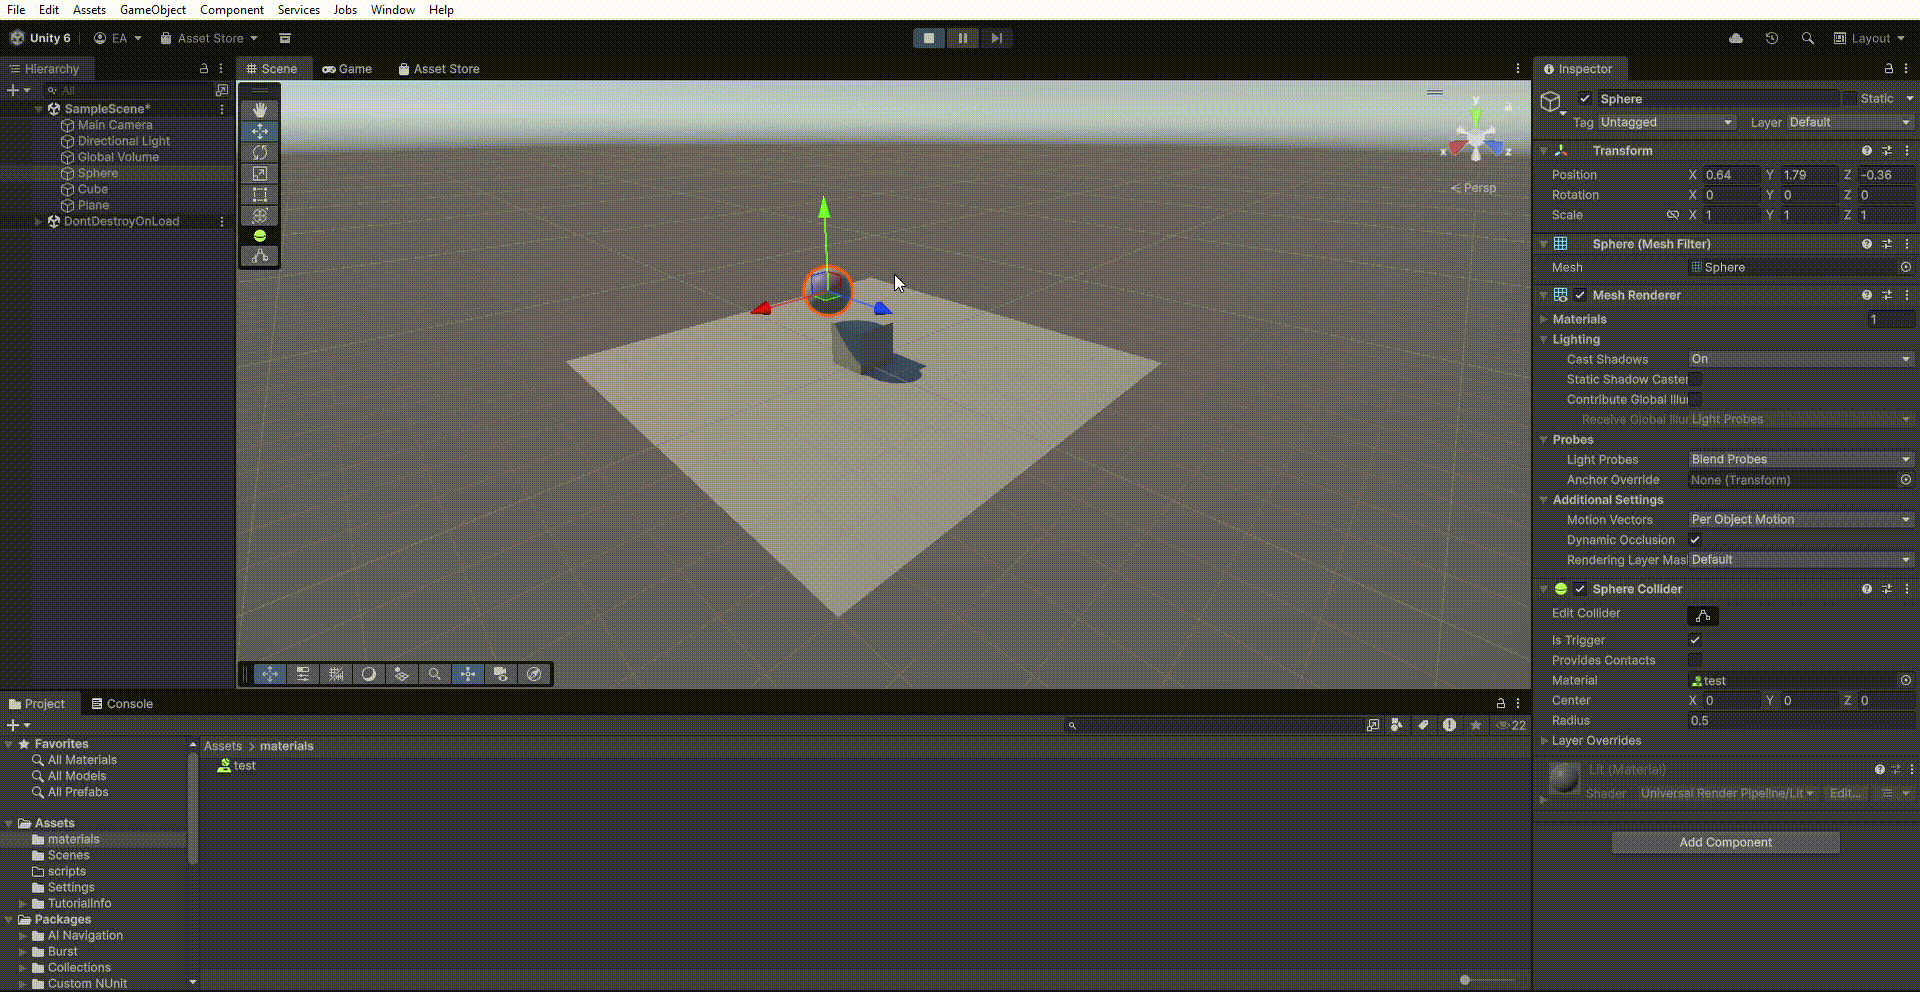 File Edit Assets GameObject Component Services Jobs Window Help
Unity 6 EA Asset Store Layout
Hierarchy
All
SampleScene*
Main Camera
Directional Light
Global Volume
Sphere
Cube
Plane
DontDestroyOnLoad
Scene Game Asset Store
y
x z
Persp
Inspector
Sphere Static
Tag Untagged Layer Default
Transform
Position X 0.64 Y 1.79 Z -0.36
Rotation X 0 Y 0 Z 0
Scale X 1 Y 1 Z 1
Sphere (Mesh Filter)
Mesh Sphere
Mesh Renderer
Materials 1
Lighting
Cast Shadows On
Static Shadow Caster
Contribute Global Illu
Receive Global Illur Light Probes
Probes
Light Probes Blend Probes
Anchor Override None (Transform)
Additional Settings
Motion Vectors Per Object Motion
Dynamic Occlusion
Rendering Layer Mas Default
Sphere Collider
Edit Collider
Is Trigger
Provides Contacts
Material test
Center X 0 Y 0 Z 0
Radius 0.5
Layer Overrides
Lit (Material)
Shader Universal Render Pipeline/Lit Edit...
Add Component
Project Console
22
Favorites
All Materials
All Models
All Prefabs
Assets
materials
Scenes
scripts
Settings
TutorialInfo
Packages
AI Navigation
Burst
Collections
Custom NUnit
Assets > materials
test